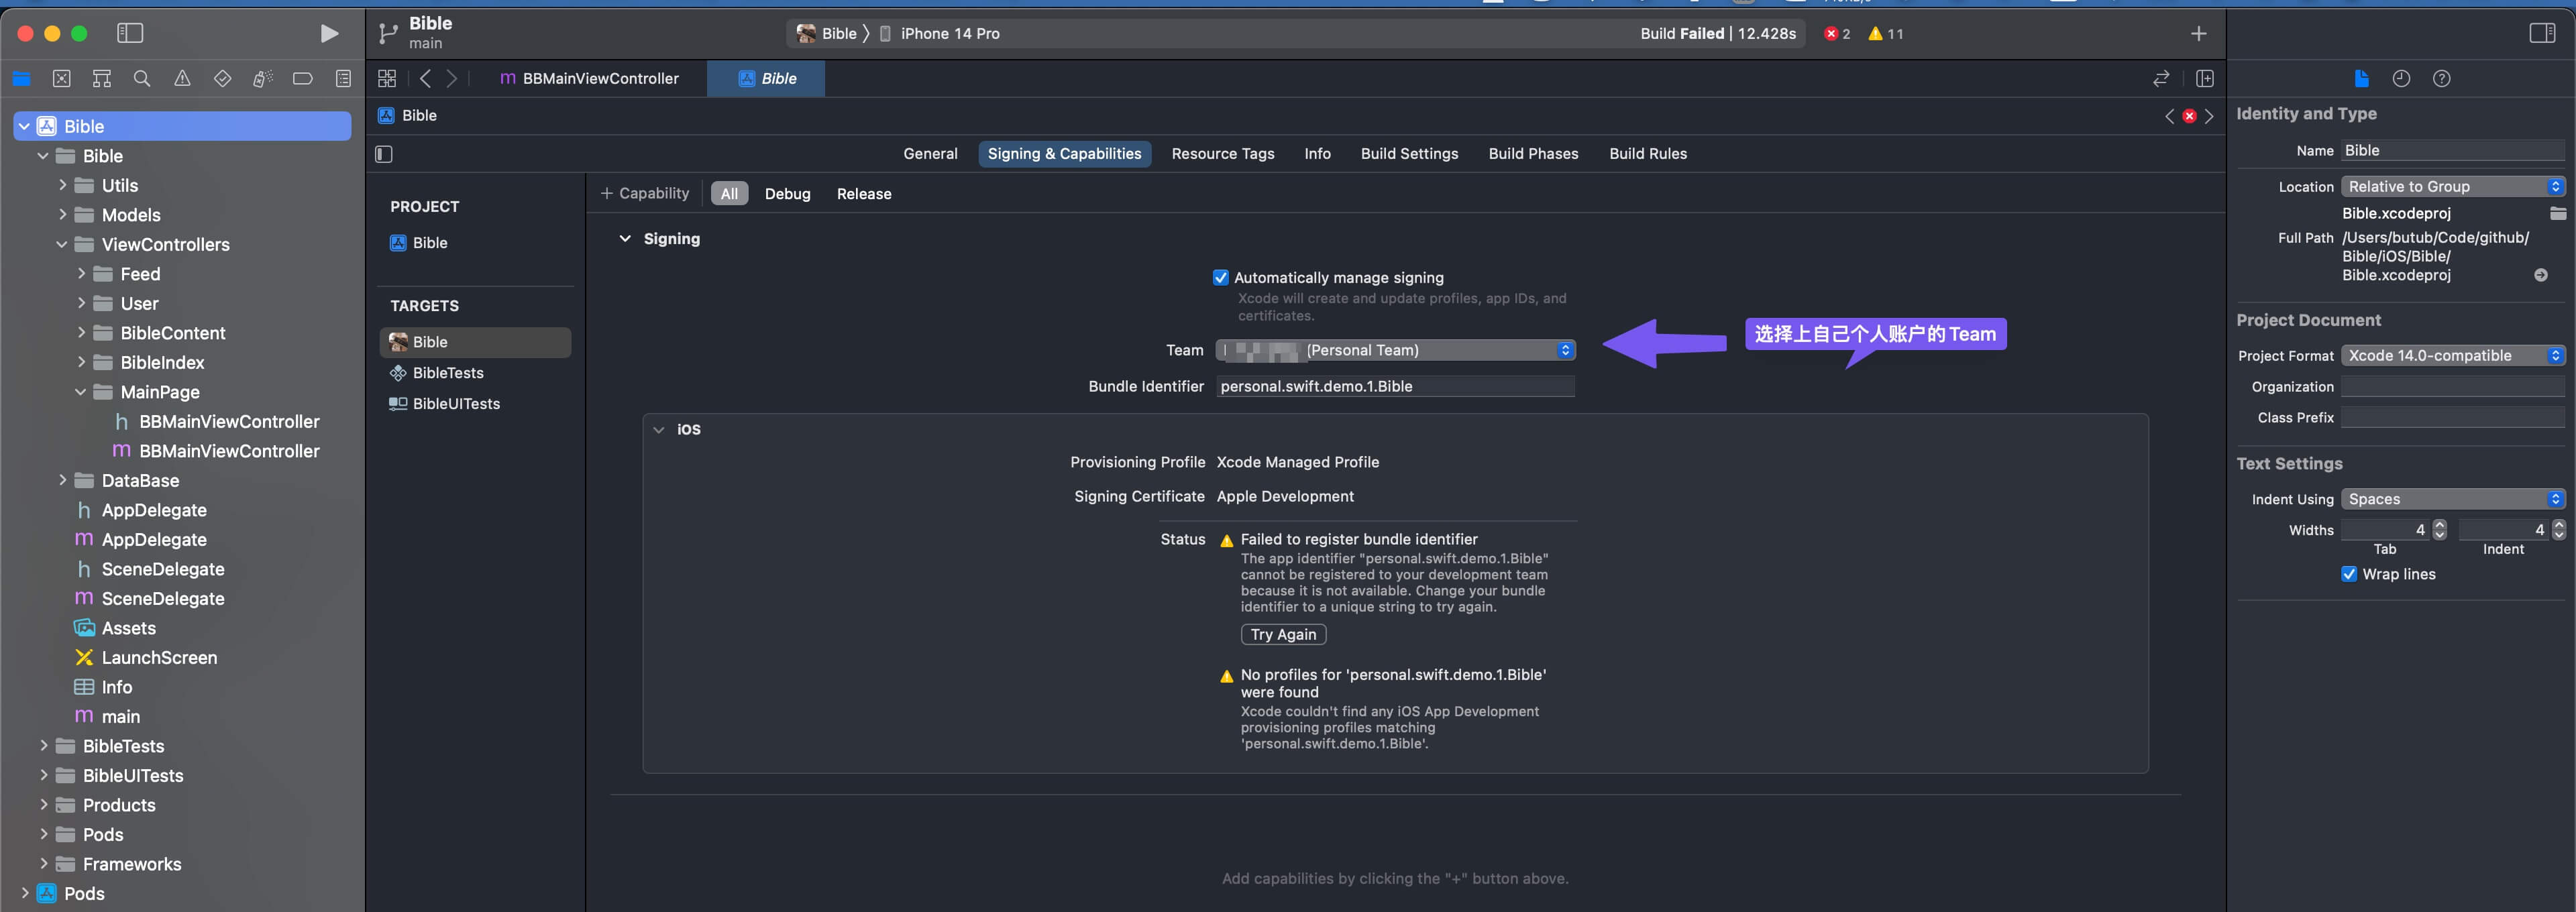 Bible
main
Bible
iPhone 14 Pro
Build Failed | 12.428s
2
11
BBMainViewController
Bible
Bible
General
Signing & Capabilities
Resource Tags
Info
Build Settings
Build Phases
Build Rules
Bible
Bible
Utils
Models
ViewControllers
Feed
User
BibleContent
BibleIndex
MainPage
h BBMainViewController
m BBMainViewController
DataBase
h AppDelegate
m AppDelegate
h SceneDelegate
m SceneDelegate
Assets
LaunchScreen
Info
m main
BibleTests
BibleUITests
Products
Pods
Frameworks
Pods
PROJECT
Bible
TARGETS
Bible
BibleTests
BibleUITests
+ Capability
All
Debug
Release
Signing
Automatically manage signing
Xcode will create and update profiles, app IDs, and
certificates.
Team
(Personal Team)
选择上自己个人账户的Team
Bundle Identifier
personal.swift.demo.1.Bible
iOS
Provisioning Profile Xcode Managed Profile
Signing Certificate Apple Development
Status
Failed to register bundle identifier
The app identifier "personal.swift.demo.1.Bible"
cannot be registered to your development team
because it is not available. Change your bundle
identifier to a unique string to try again.
Try Again
No profiles for 'personal.swift.demo.1.Bible'
were found
Xcode couldn't find any iOS App Development
provisioning profiles matching
'personal.swift.demo.1.Bible'.
Add capabilities by clicking the "+" button above.
Identity and Type
Name Bible
Location Relative to Group
Bible.xcodeproj
Full Path /Users/butub/Code/github/
Bible/iOS/Bible/
Bible.xcodeproj
Project Document
Project Format Xcode 14.0-compatible
Organization
Class Prefix
Text Settings
Indent Using Spaces
Widths 4 4
Tab Indent
Wrap lines